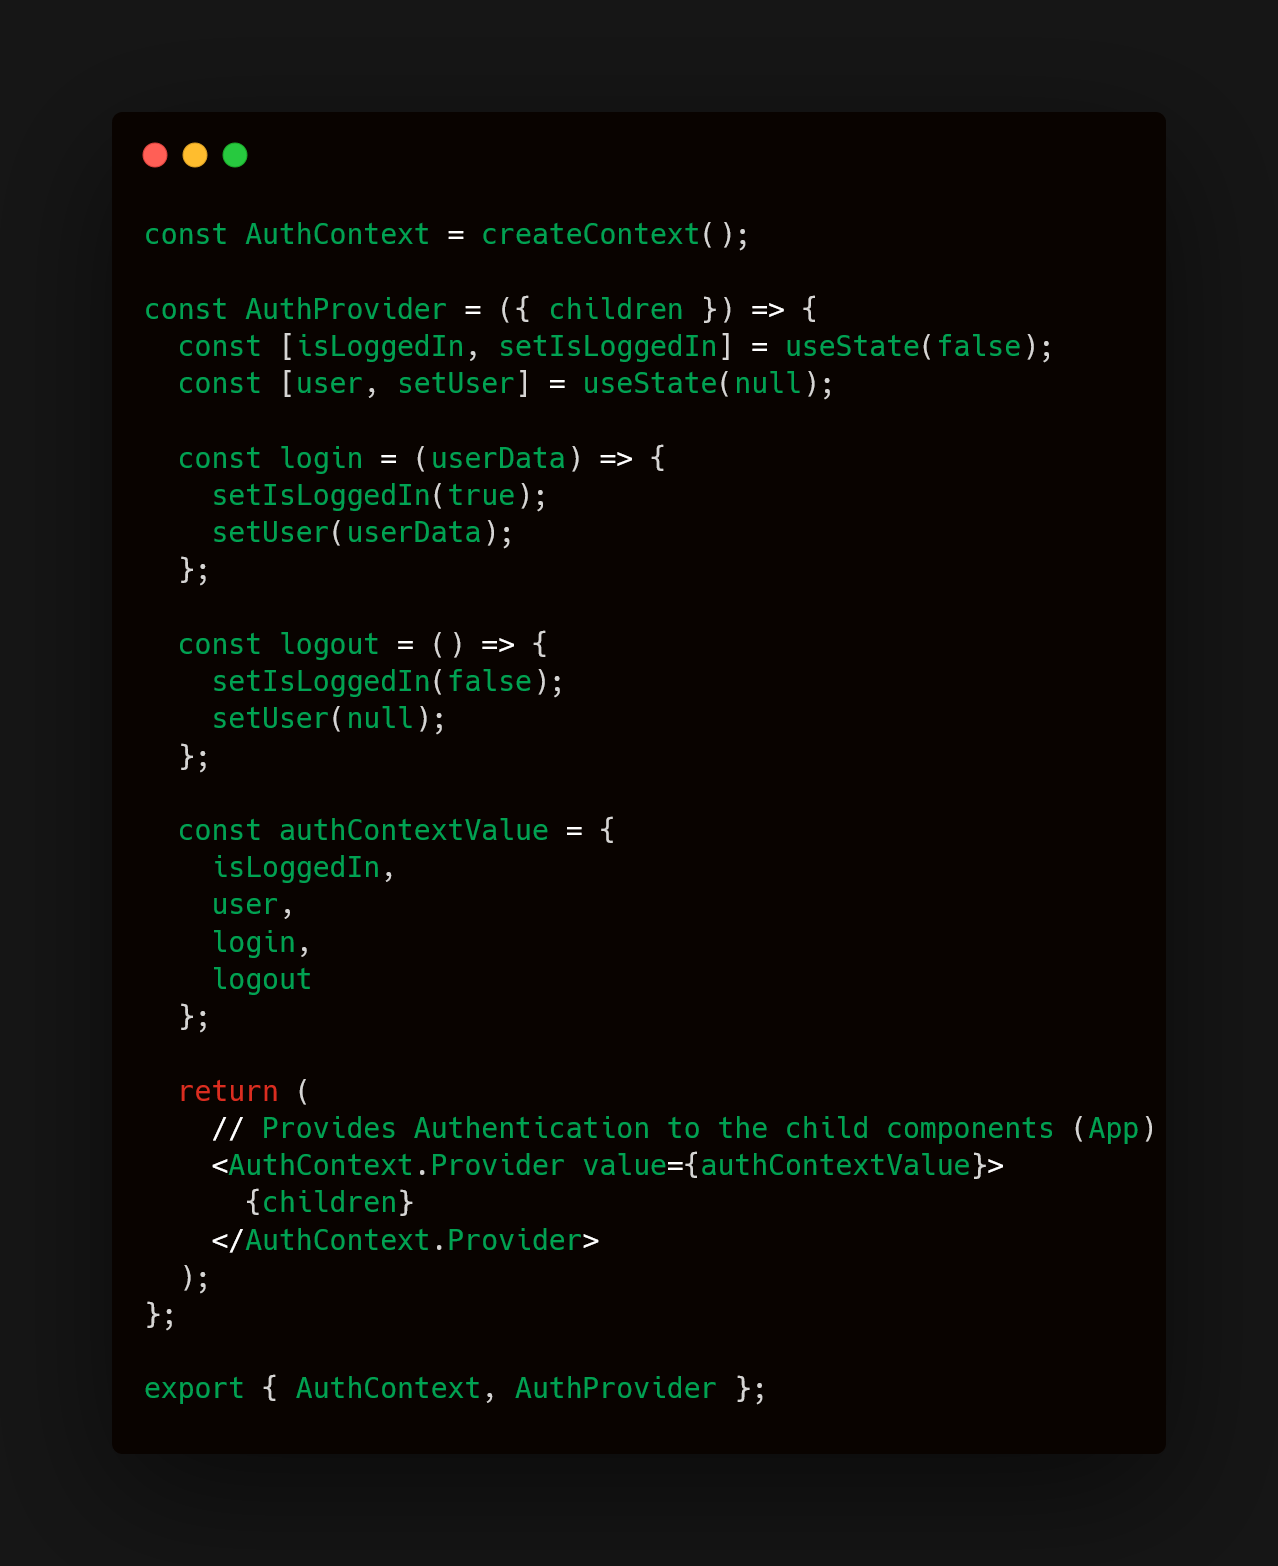 const AuthContext = createContext();

const AuthProvider = ({ children }) => {
  const [isLoggedIn, setIsLoggedIn] = useState(false);
  const [user, setUser] = useState(null);

  const login = (userData) => {
    setIsLoggedIn(true);
    setUser(userData);
  };

  const logout = () => {
    setIsLoggedIn(false);
    setUser(null);
  };

  const authContextValue = {
    isLoggedIn,
    user,
    login,
    logout
  };

  return (
    // Provides Authentication to the child components (App)
    <AuthContext.Provider value={authContextValue}>
      {children}
    </AuthContext.Provider>
  );
};

export { AuthContext, AuthProvider };